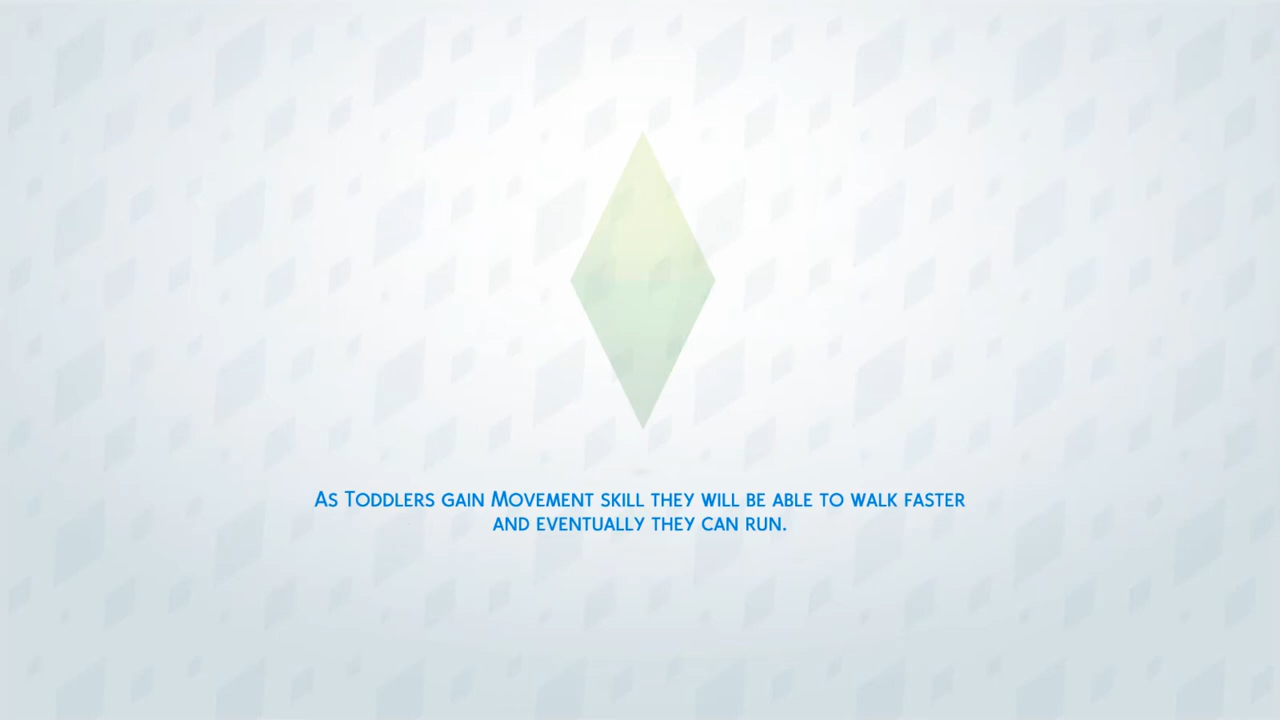 As Toddlers gain Movement skill they will be able to walk faster
and eventually they can run.